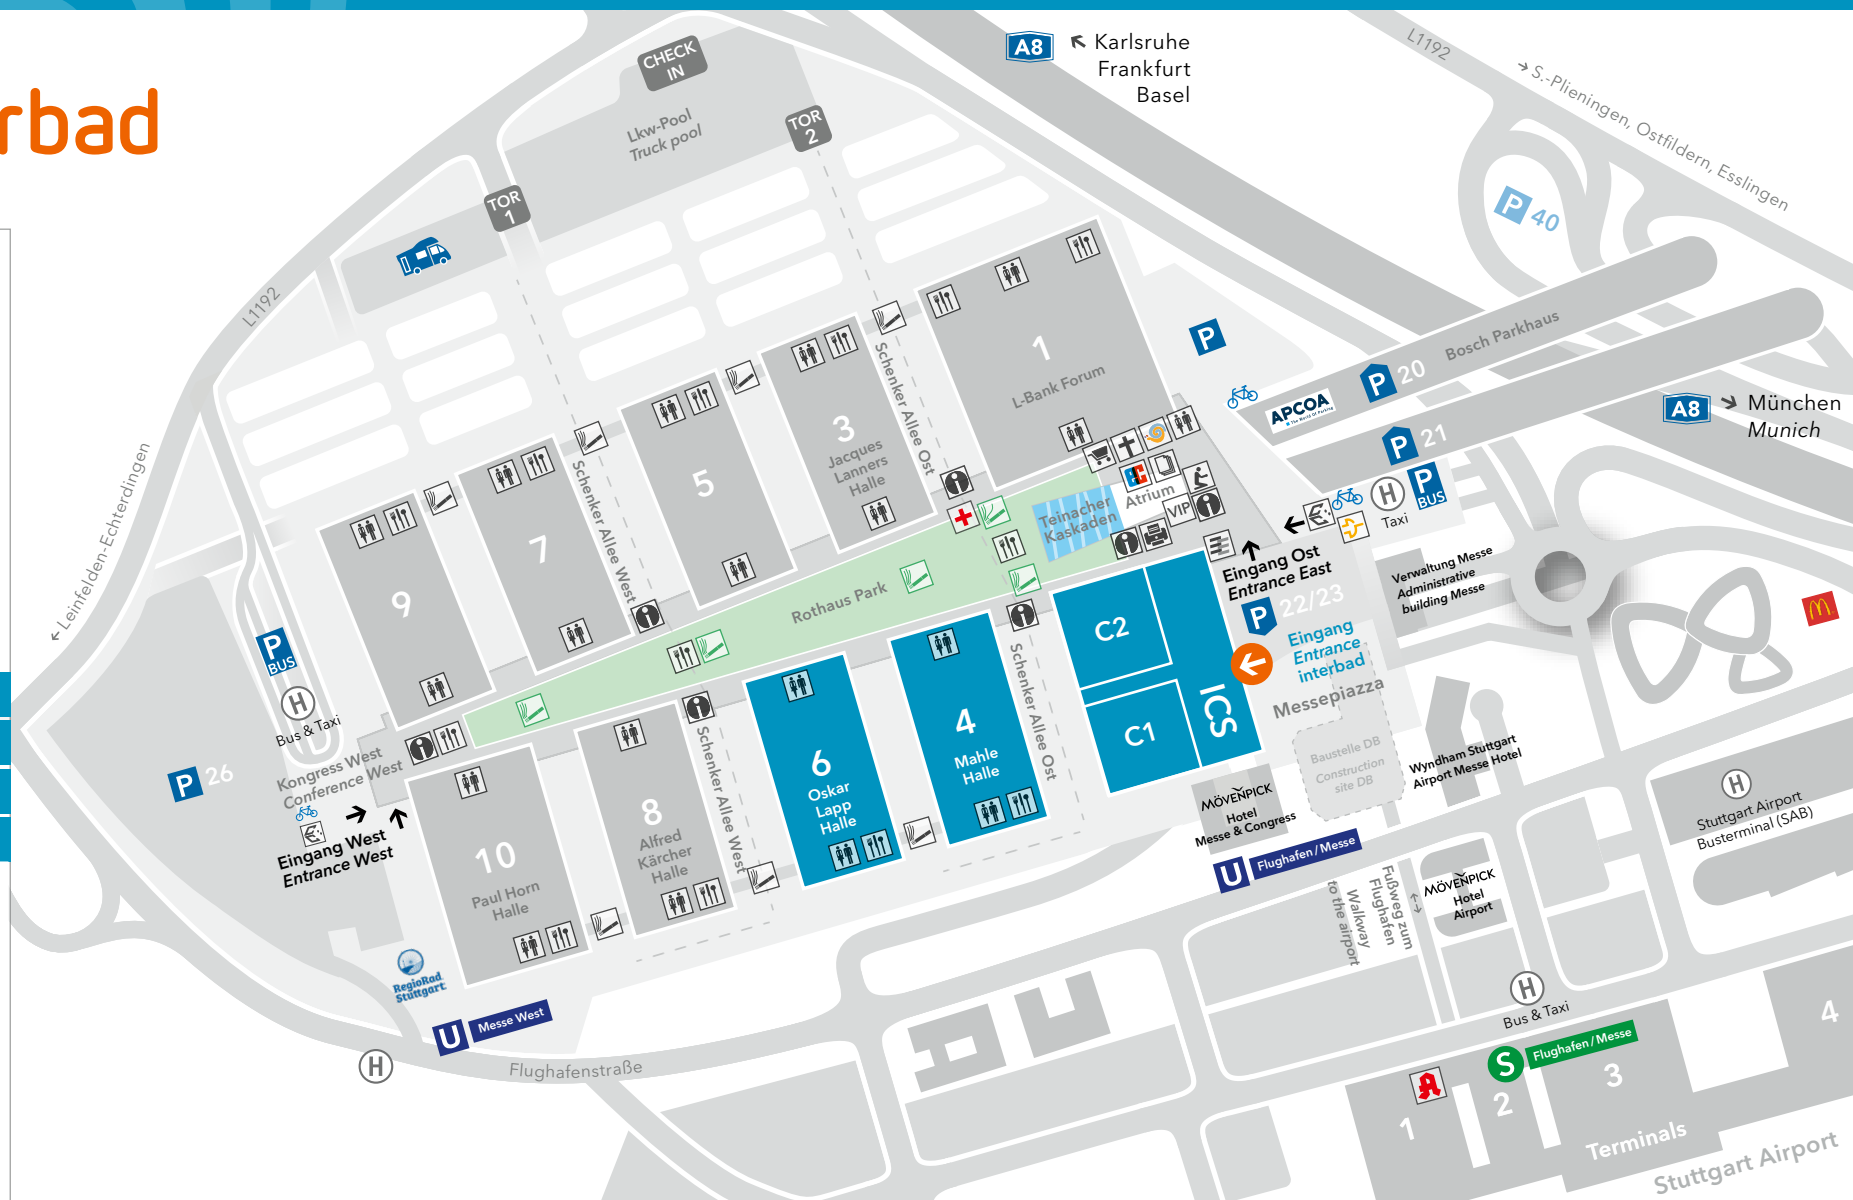 rbad
CHECK
IN
Lkw-Pool
Truck pool
TOR
1
TOR
2
A8
Karlsruhe
Frankfurt
Basel
L1192
S.-Plieningen, Ostfildern, Esslingen
P 40
L1192
Leinfelden-Echterdingen
1
L-Bank Forum
3
Jacques
Lanners
Halle
5
7
9
Schenker Allee Ost
Schenker Allee West
P
APCOA
P 20
Bosch Parkhaus
P 21
A8
München
Munich
Teinacher
Kaskaden
Atrium
VIP
EC
H
Taxi
P
BUS
Eingang Ost
Entrance East
P 22/23
Eingang
Entrance
interbad
Messepiazza
Verwaltung Messe
Administrative
building Messe
Rothaus Park
C2
C1
ICS
4
Mahle
Halle
6
Oskar
Lapp
Halle
8
Alfred
Kärcher
Halle
10
Paul Horn
Halle
Schenker Allee Ost
Schenker Allee West
P
BUS
H
Bus & Taxi
P 26
Kongress West
Conference West
Eingang West
Entrance West
RegioRad
Stuttgart
U Messe West
H
Flughafenstraße
Baustelle DB
Construction
site DB
Wyndham Stuttgart
Airport Messe Hotel
MÖVENPICK
Hotel
Messe & Congress
U Flughafen / Messe
Fußweg zum
Flughafen
Walkway
to the airport
MÖVENPICK
Hotel
Airport
H
Stuttgart Airport
Busterminal (SAB)
H
Bus & Taxi
S Flughafen / Messe
1
2
3
4
Terminals
Stuttgart Airport